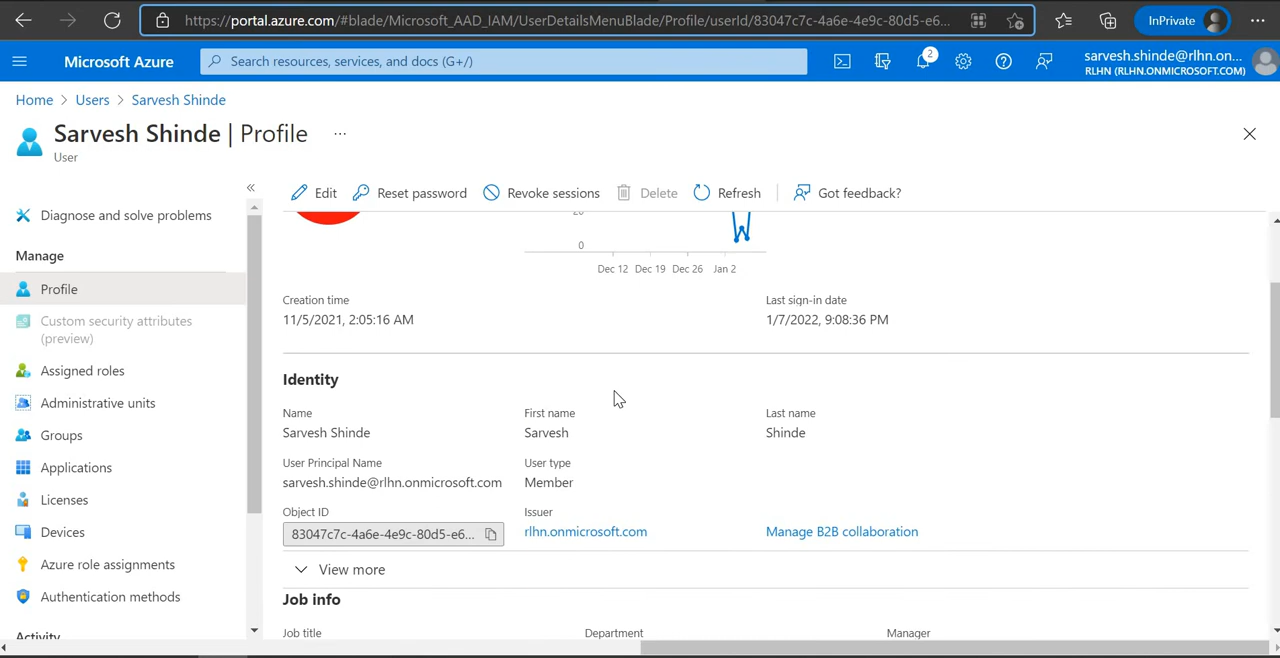 https://portal.azure.com/#blade/Microsoft_AAD_IAM/UserDetailsMenuBlade/Profile/userId/83047c7c-4a6e-4e9c-80d5-e6...
InPrivate
Microsoft Azure
Search resources, services, and docs (G+/)
2
sarvesh.shinde@rlhn.on...
RLHN (RLHN.ONMICROSOFT.COM)
Home > Users > Sarvesh Shinde
Sarvesh Shinde | Profile ...
User
«
Edit Reset password Revoke sessions Delete Refresh Got feedback?
Diagnose and solve problems
Manage
Profile
Custom security attributes
(preview)
Assigned roles
Administrative units
Groups
Applications
Licenses
Devices
Azure role assignments
Authentication methods
Activity
20
0
Dec 12 Dec 19 Dec 26 Jan 2
Creation time Last sign-in date
11/5/2021, 2:05:16 AM 1/7/2022, 9:08:36 PM
Identity
Name First name Last name
Sarvesh Shinde Sarvesh Shinde
User Principal Name User type
sarvesh.shinde@rlhn.onmicrosoft.com Member
Object ID Issuer
83047c7c-4a6e-4e9c-80d5-e6... rlhn.onmicrosoft.com Manage B2B collaboration
View more
Job info
Job title Department Manager